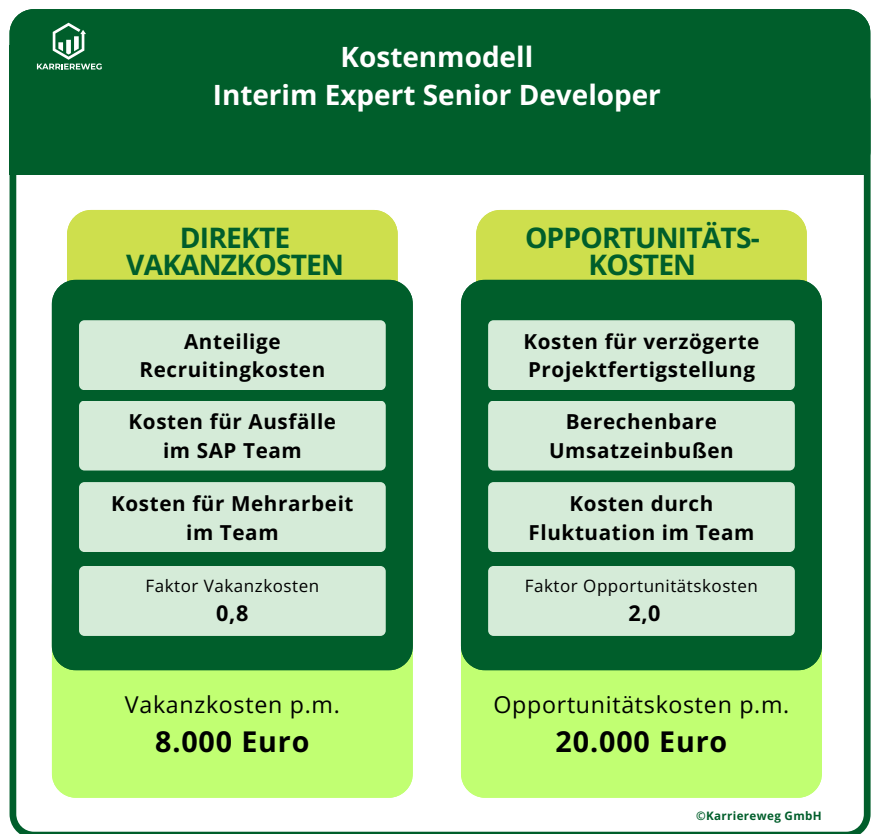 KARRIEREWEG
Kostenmodell
Interim Expert Senior Developer
DIREKTE
VAKANZKOSTEN
Anteilige
Recruitingkosten
Kosten für Ausfälle
im SAP Team
Kosten für Mehrarbeit
im Team
Faktor Vakanzkosten
0,8
Vakanzkosten p.m.
8.000 Euro
OPPORTUNITÄTS-
KOSTEN
Kosten für verzögerte
Projektfertigstellung
Berechenbare
Umsatzeinbußen
Kosten durch
Fluktuation im Team
Faktor Opportunitätskosten
2,0
Opportunitätskosten p.m.
20.000 Euro
©Karriereweg GmbH